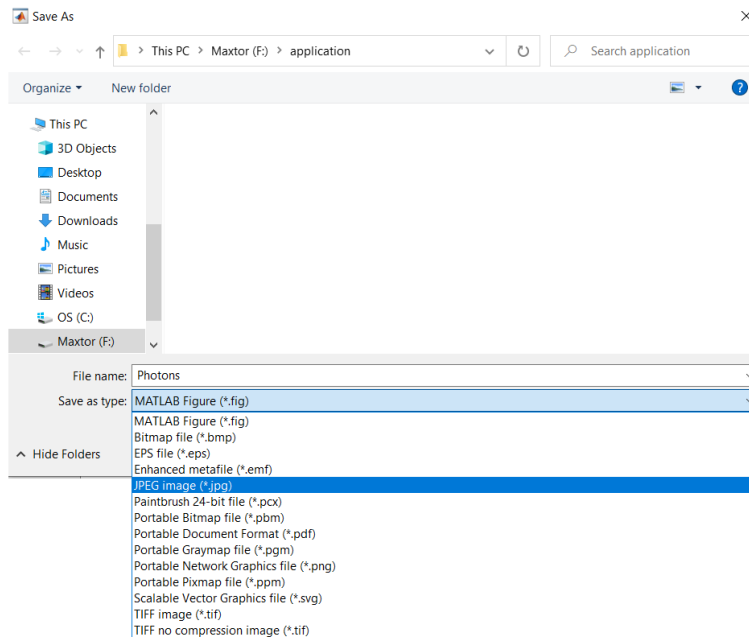 Save As
This PC > Maxtor (F:) > application
Search application
Organize
New folder
This PC
3D Objects
Desktop
Documents
Downloads
Music
Pictures
Videos
OS (C:)
Maxtor (F:)
File name: Photons
Save as type: MATLAB Figure (*.fig)
MATLAB Figure (*.fig)
Bitmap file (*.bmp)
EPS file (*.eps)
Hide Folders
Enhanced metafile (*.emf)
JPEG image (*.jpg)
Paintbrush 24-bit file (*.pcx)
Portable Bitmap file (*.pbm)
Portable Document Format (*.pdf)
Portable Graymap file (*.pgm)
Portable Network Graphics file (*.png)
Portable Pixmap file (*.ppm)
Scalable Vector Graphics file (*.svg)
TIFF image (*.tif)
TIFF no compression image (*.tif)